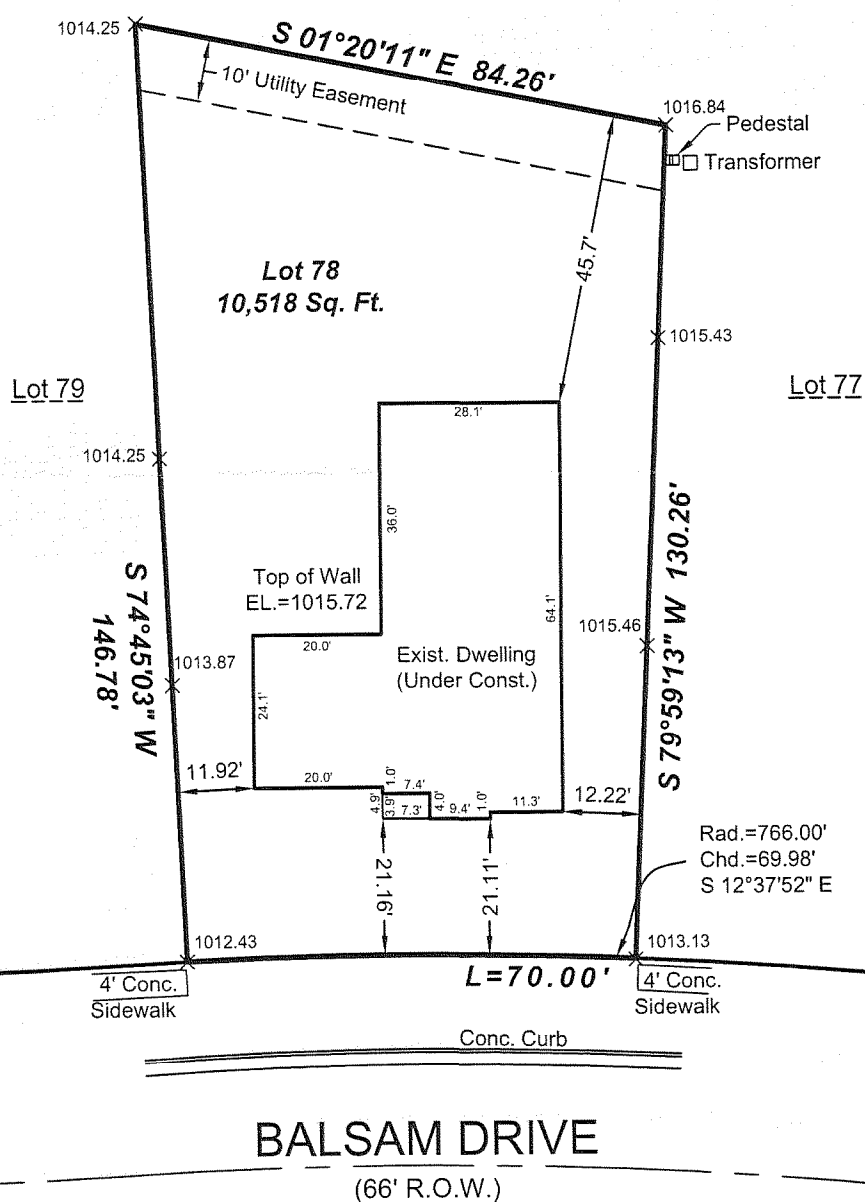 1014.25
S 01°20'11" E 84.26'
10' Utility Easement
1016.84
Pedestal
Transformer
45.7'
Lot 78
10,518 Sq. Ft.
1015.43
Lot 79
Lot 77
28.1'
1014.25
36.0'
S 79°59'13" W 130.26'
Top of Wall
EL.=1015.72
64.1'
S 74°45'03" W
146.78'
1015.46
20.0'
Exist. Dwelling
(Under Const.)
1013.87
24.1'
11.92'
20.0'
1.0'
7.4'
4.9'
3.9'
7.3'
4.0'
9.4'
1.0'
11.3'
12.22'
Rad.=766.00'
Chd.=69.98'
S 12°37'52" E
21.16'
21.11'
1012.43
1013.13
L=70.00'
4' Conc.
Sidewalk
4' Conc.
Sidewalk
Conc. Curb
BALSAM DRIVE
(66' R.O.W.)